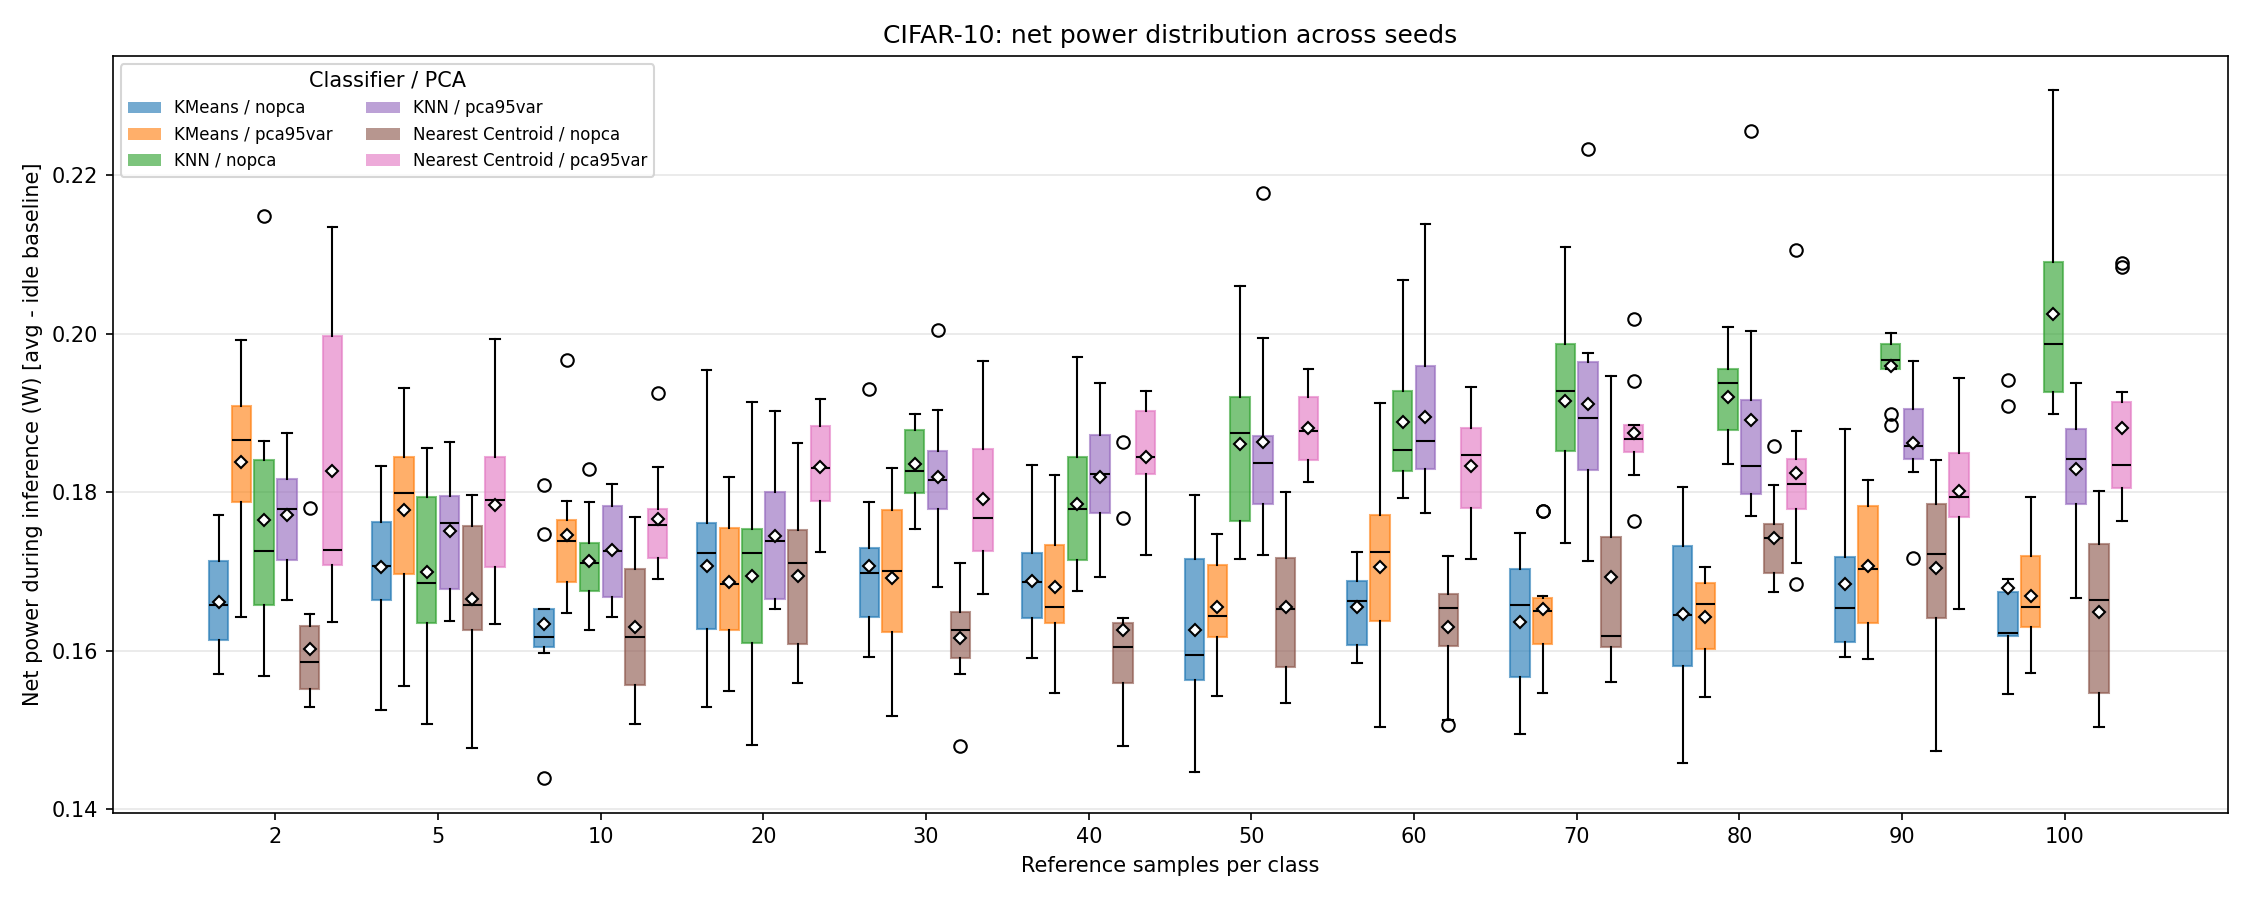 CIFAR-10: net power distribution across seeds
Classifier / PCA
KMeans / nopca
KMeans / pca95var
KNN / nopca
KNN / pca95var
Nearest Centroid / nopca
Nearest Centroid / pca95var
Net power during inference (W) [avg - idle baseline]
0.22
0.20
0.18
0.16
0.14
2 5 10 20 30 40 50 60 70 80 90 100
Reference samples per class